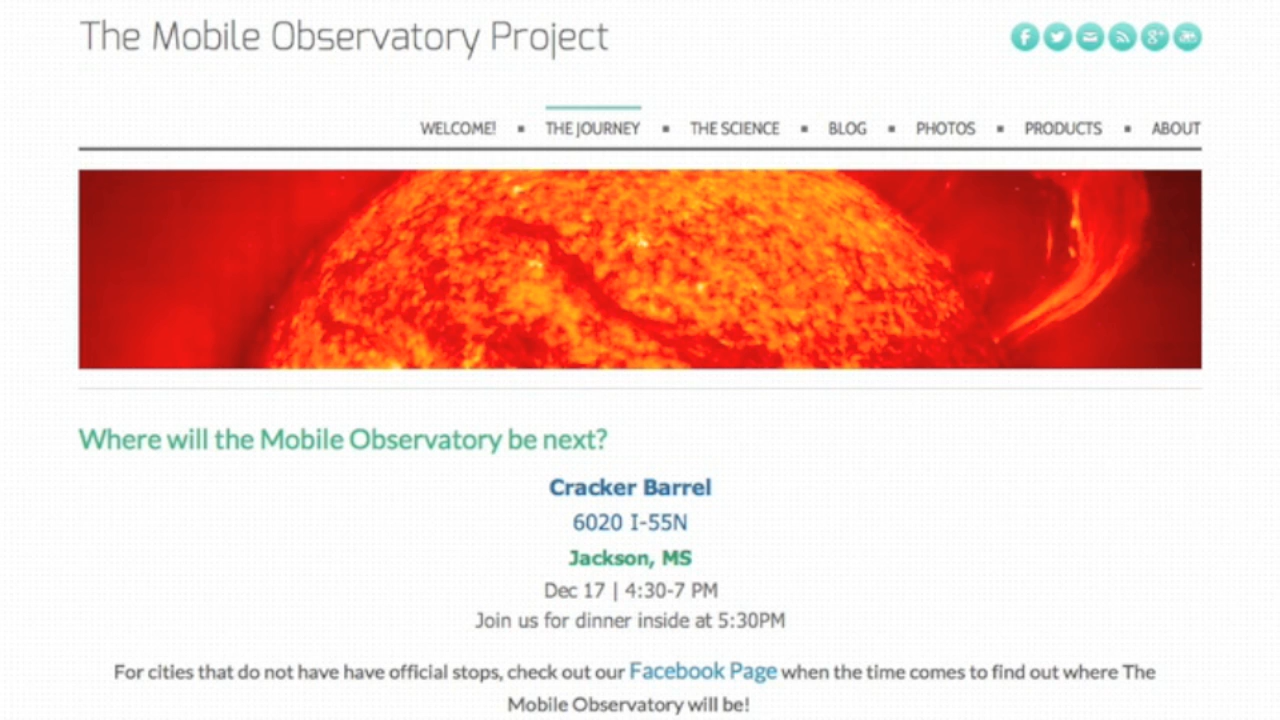 The Mobile Observatory Project
WELCOME! ▪ THE JOURNEY ▪ THE SCIENCE ▪ BLOG ▪ PHOTOS ▪ PRODUCTS ▪ ABOUT
Where will the Mobile Observatory be next?
Cracker Barrel
6020 I-55N
Jackson, MS
Dec 17 | 4:30-7 PM
Join us for dinner inside at 5:30PM
For cities that do not have have official stops, check out our Facebook Page when the time comes to find out where The
Mobile Observatory will be!